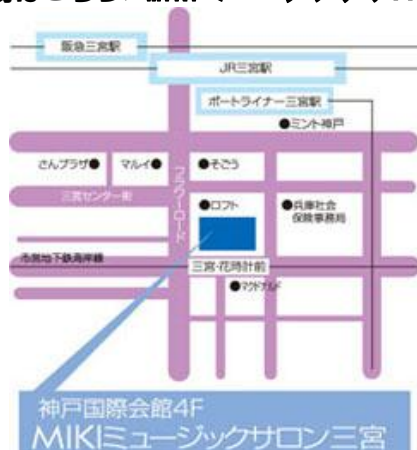 阪急三宮駅
JR三宮駅
ポートライナー三宮駅
●ミント神戸
さんプラザ●
マルイ●
●そごう
フラワーロード
三宮センター街
●ロフト
●兵庫社会
保険事務局
市営地下鉄海岸線
三宮・花時計前
●マクドナルド
神戸国際会館4F
MIKIミュージックサロン三宮